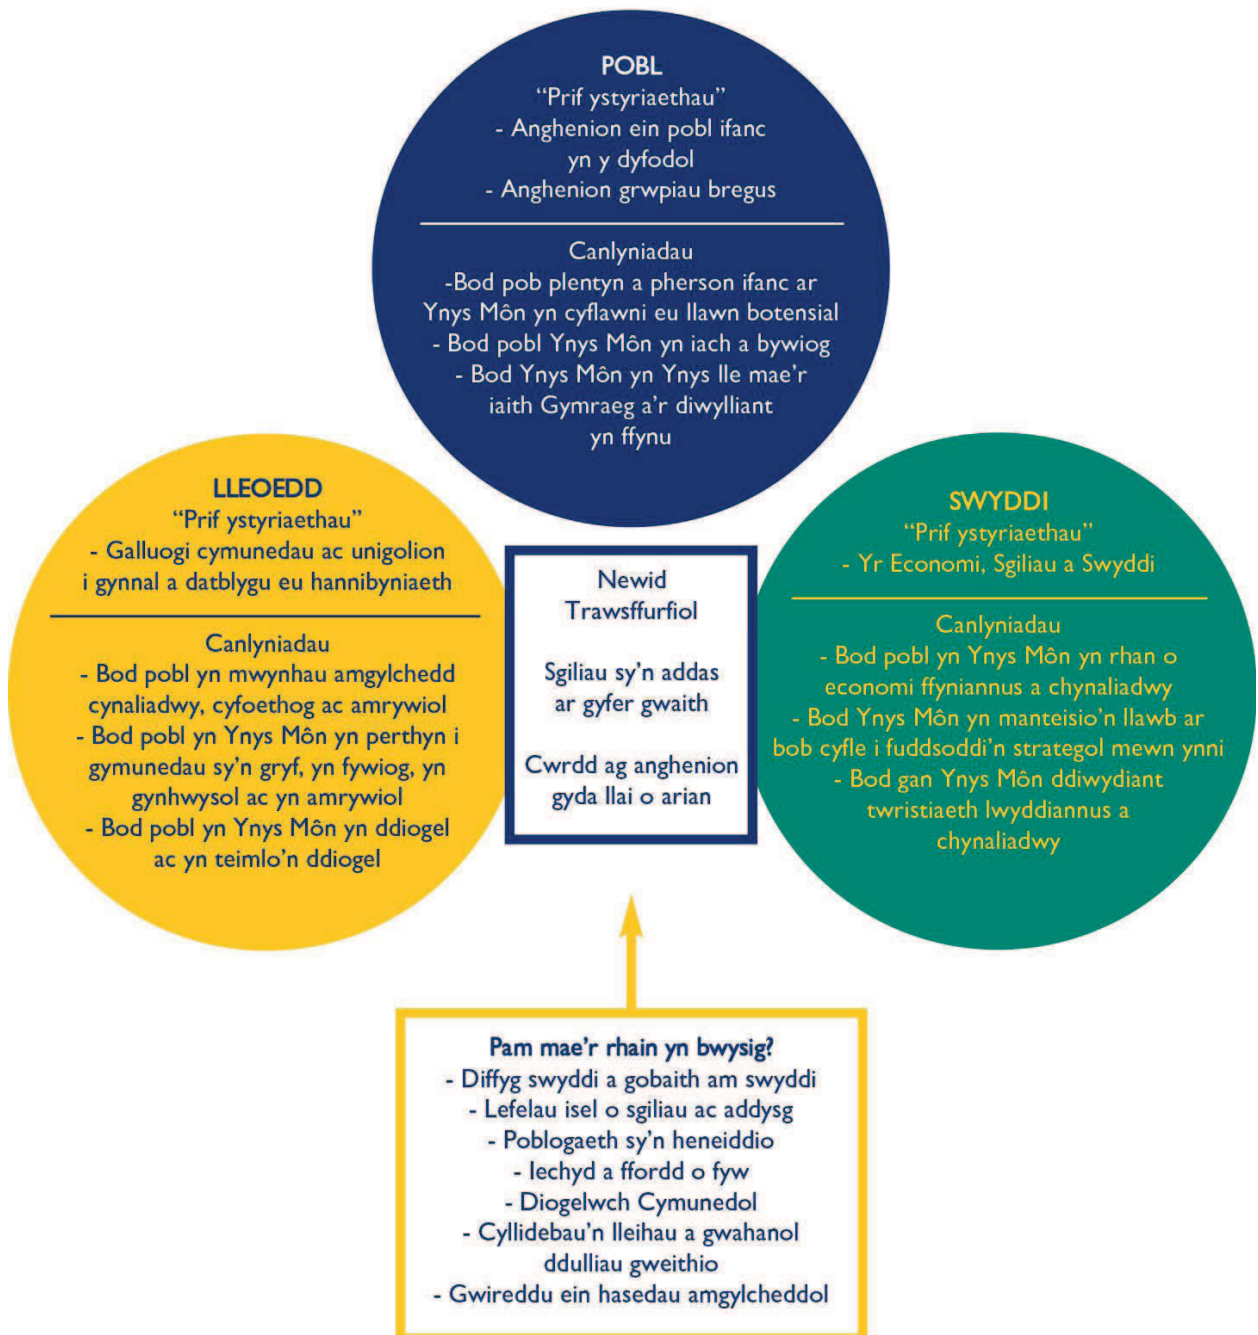 POBL
“Prif ystyriaethau”
- Anghenion ein pobl ifanc
yn y dyfodol
- Anghenion grwpiau bregus
Canlyniadau
-Bod pob plentyn a pherson ifanc ar
Ynys Môn yn cyflawni eu llawn botensial
- Bod pobl Ynys Môn yn iach a bywiog
- Bod Ynys Môn yn Ynys lle mae’r
iaith Gymraeg a’r diwylliant
yn ffynu
LLEOEDD
“Prif ystyriaethau”
- Galluogi cymunedau ac unigolion
i gynnal a datblygu eu hannibyniaeth
Canlyniadau
- Bod pobl yn mwynhau amgylchedd
cynaliadwy, cyfoethog ac amrywiol
- Bod pobl yn Ynys Môn yn perthyn i
gymunedau sy’n gryf, yn fywiog, yn
gynhwysol ac yn amrywiol
- Bod pobl yn Ynys Môn yn ddiogel
ac yn teimlo’n ddiogel
Newid
Trawsffurfiol
Sgiliau sy’n addas
ar gyfer gwaith
Cwrdd ag anghenion
gyda llai o arian
SWYDDI
“Prif ystyriaethau”
- Yr Economi, Sgiliau a Swyddi
Canlyniadau
- Bod pobl yn Ynys Môn yn rhan o
economi ffyniannus a chynaliadwy
- Bod Ynys Môn yn manteisio’n llawb ar
bob cyfle i fuddsoddi’n strategol mewn ynni
- Bod gan Ynys Môn ddiwydiant
twristiaeth lwyddiannus a
chynaliadwy
Pam mae’r rhain yn bwysig?
- Diffyg swyddi a gobaith am swyddi
- Lefelau isel o sgiliau ac addysg
- Poblogaeth sy’n heneiddio
- Iechyd a ffordd o fyw
- Diogelwch Cymunedol
- Cyllidebau’n lleihau a gwahanol
ddulliau gweithio
- Gwireddu ein hasedau amgylcheddol